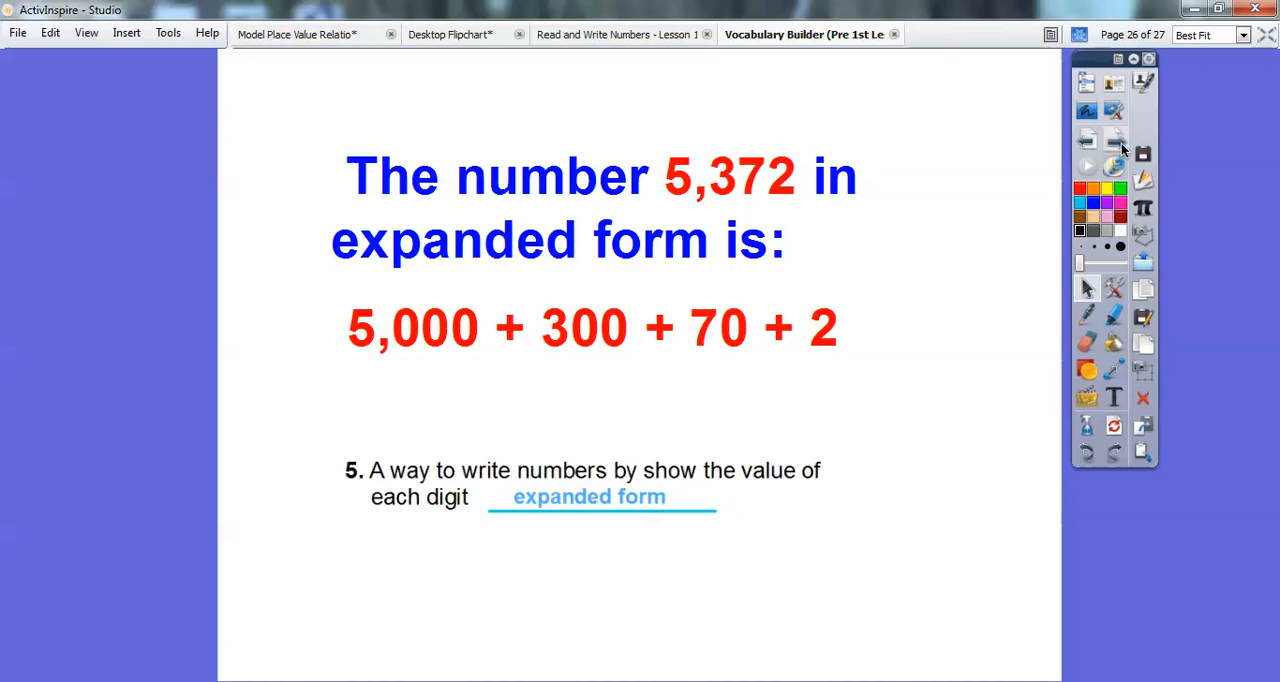 ActivInspire - Studio
File Edit View Insert Tools Help
Model Place Value Relatio* Desktop Flipchart* Read and Write Numbers - Lesson 1 Vocabulary Builder (Pre 1st Le
Page 26 of 27 Best Fit
The number 5,372 in
expanded form is:
5,000 + 300 + 70 + 2
5. A way to write numbers by show the value of
each digit expanded form